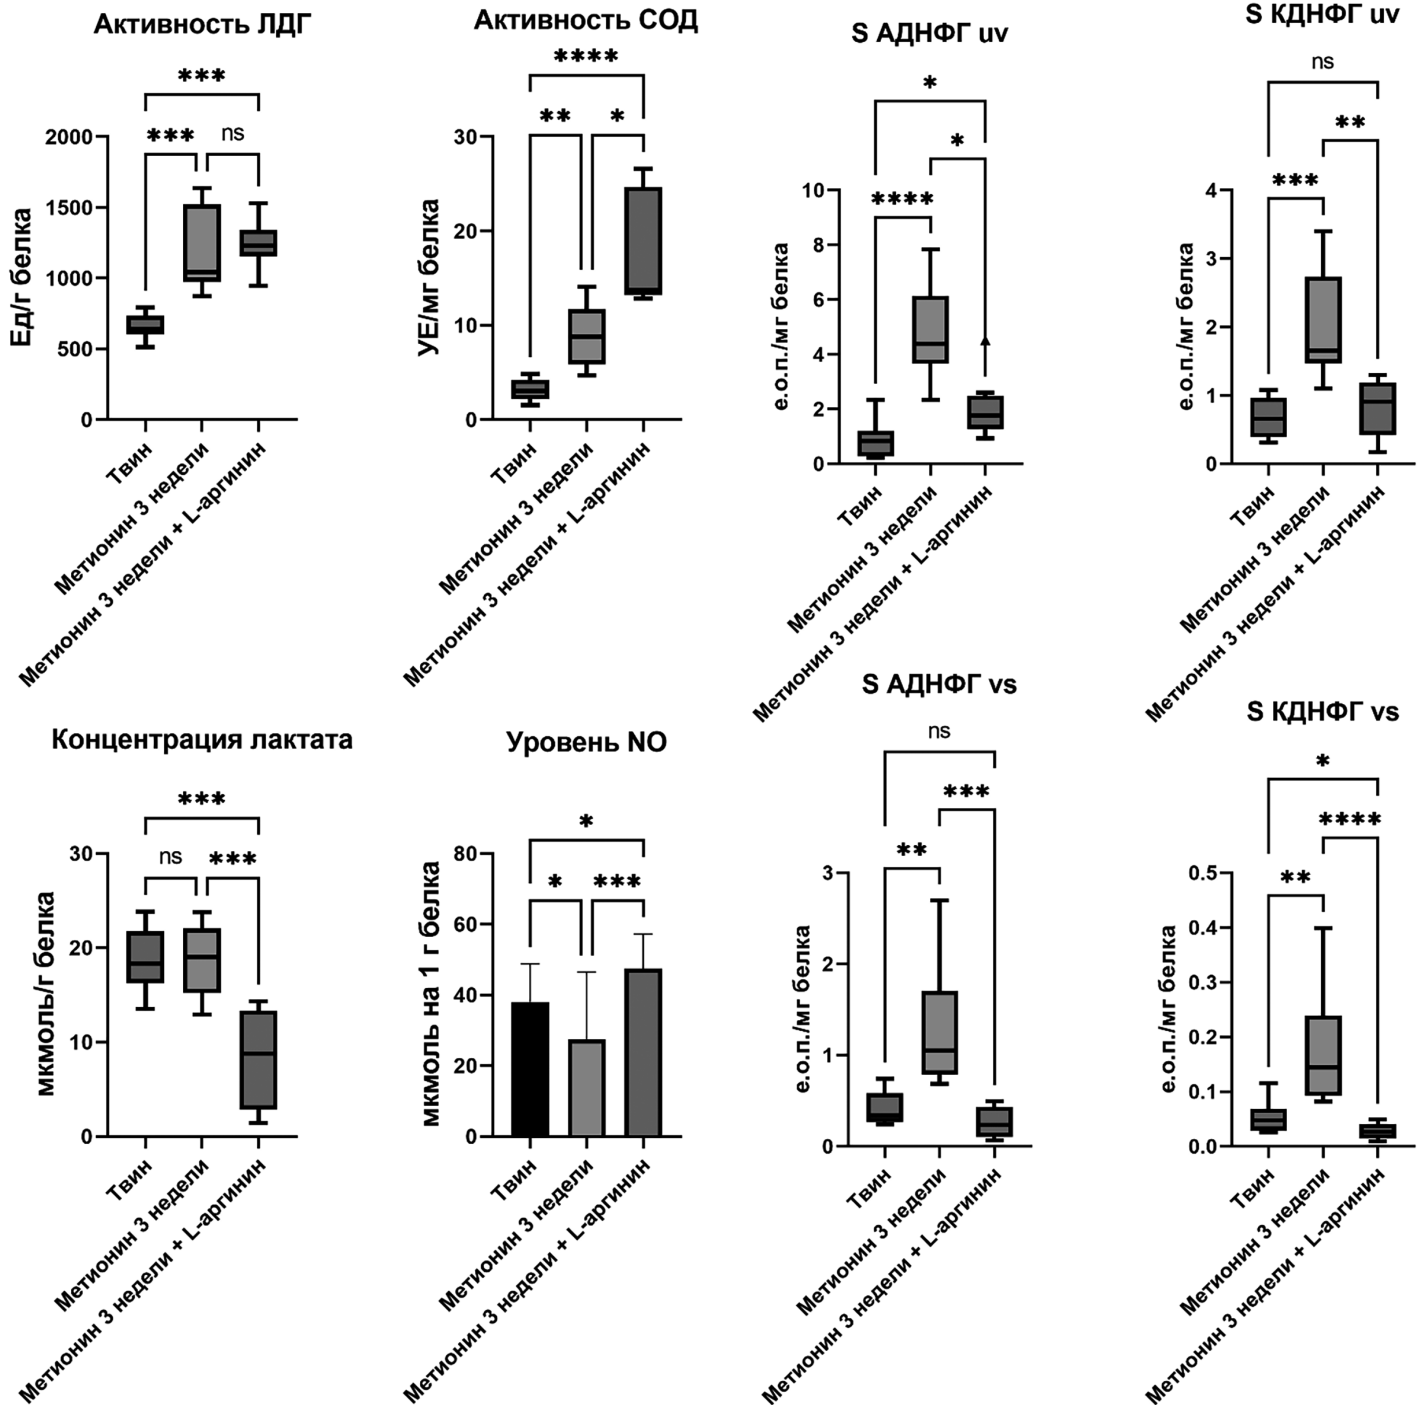 Активность ЛДГ
***
*** ns
2000
1500
1000
500
0
Ед/г белка
Твин
Метионин 3 недели
Метионин 3 недели + L-аргинин
Активность СОД
****
** *
30
20
10
0
УЕ/мг белка
Твин
Метионин 3 недели
Метионин 3 недели + L-аргинин
S АДНФГ uv
*
*
****
10
8
6
4
2
0
е.о.п./мг белка
Твин
Метионин 3 недели
Метионин 3 недели + L-аргинин
S КДНФГ uv
ns
**
***
4
3
2
1
0
е.о.п./мг белка
Твин
Метионин 3 недели
Метионин 3 недели + L-аргинин
Концентрация лактата
***
ns ***
30
20
10
0
мкмоль/г белка
Твин
Метионин 3 недели
Метионин 3 недели + L-аргинин
Уровень NO
*
* ***
80
60
40
20
0
мкмоль на 1 г белка
Твин
Метионин 3 недели
Метионин 3 недели + L-аргинин
S АДНФГ vs
ns
***
**
3
2
1
0
е.о.п./мг белка
Твин
Метионин 3 недели
Метионин 3 недели + L-аргинин
S КДНФГ vs
*
****
**
0.5
0.4
0.3
0.2
0.1
0.0
е.о.п./мг белка
Твин
Метионин 3 недели
Метионин 3 недели + L-аргинин